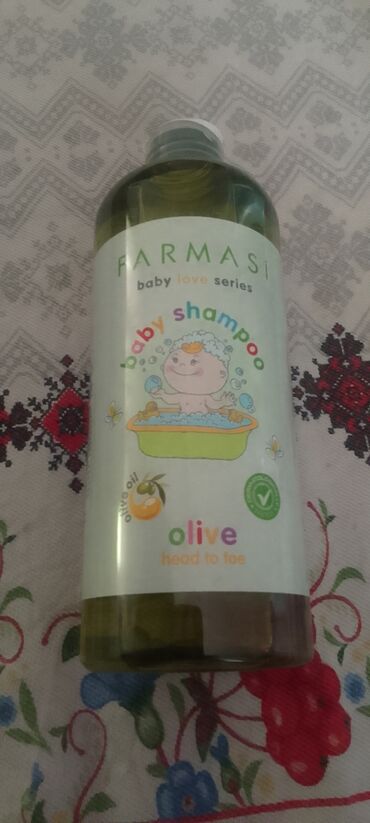 FARMASi
baby love series
baby shampoo
olive oil
olive
head to toe